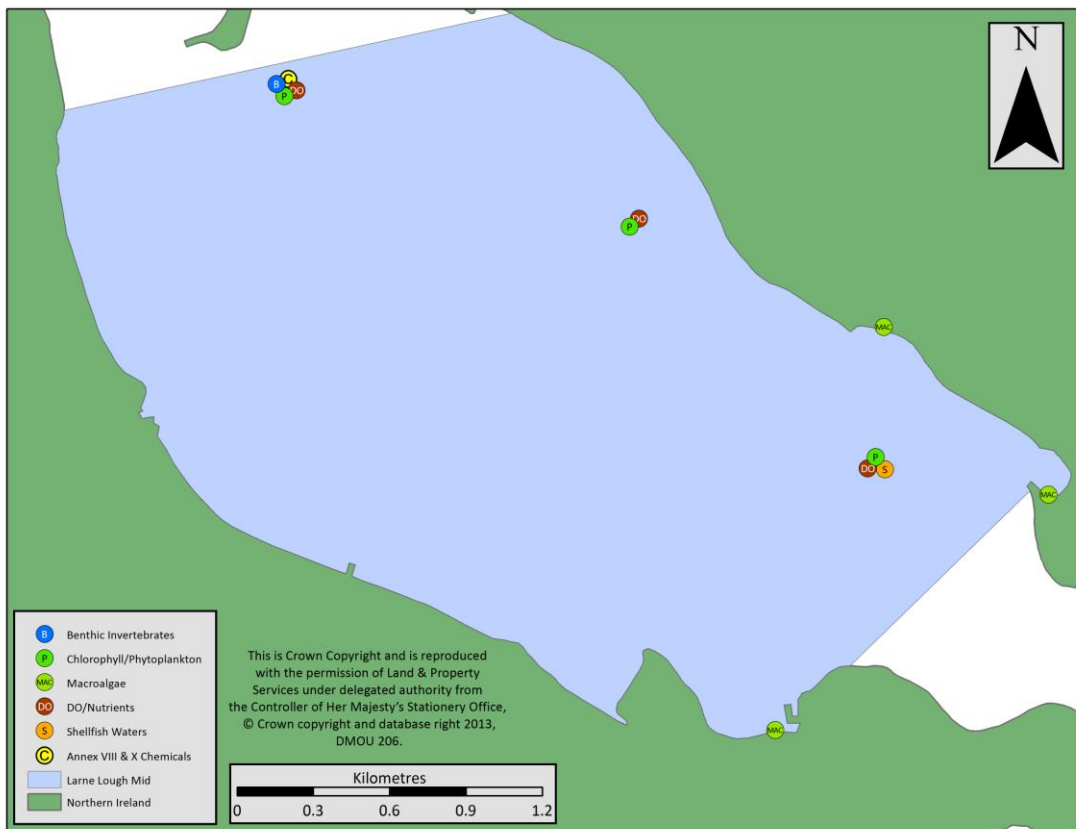 N
C
B
DO
P
DO
P
MAC
P
DO
S
MAC
MAC
B Benthic Invertebrates
P Chlorophyll/Phytoplankton
MAC Macroalgae
DO DO/Nutrients
S Shellfish Waters
C Annex VIII & X Chemicals
Larne Lough Mid
Northern Ireland
This is Crown Copyright and is reproduced
with the permission of Land & Property
Services under delegated authority from
the Controller of Her Majesty's Stationery Office,
© Crown copyright and database right 2013,
DMOU 206.
Kilometres
0 0.3 0.6 0.9 1.2